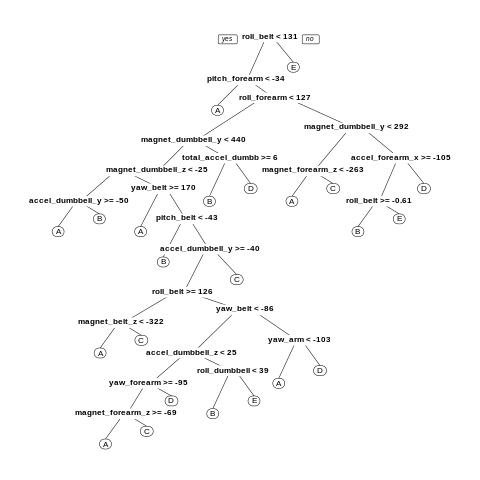 yes roll_belt < 131 no
E
pitch_forearm < -34
A
roll_forearm < 127
magnet_dumbbell_y < 440 magnet_dumbbell_y < 292
total_accel_dumbb >= 6 accel_forearm_x >= -105
magnet_dumbbell_z < -25 magnet_forearm_z < -263
yaw_belt >= 170 B D A C D
accel_dumbbell_y >= -50 roll_belt >= -0.61
A B A pitch_belt < -43 B E
B accel_dumbbell_y >= -40
C
roll_belt >= 126
yaw_belt < -86
magnet_belt_z < -322
A C yaw_arm < -103
accel_dumbbell_z < 25
roll_dumbbell < 39 A D
yaw_forearm >= -95
D B E
magnet_forearm_z >= -69
A C